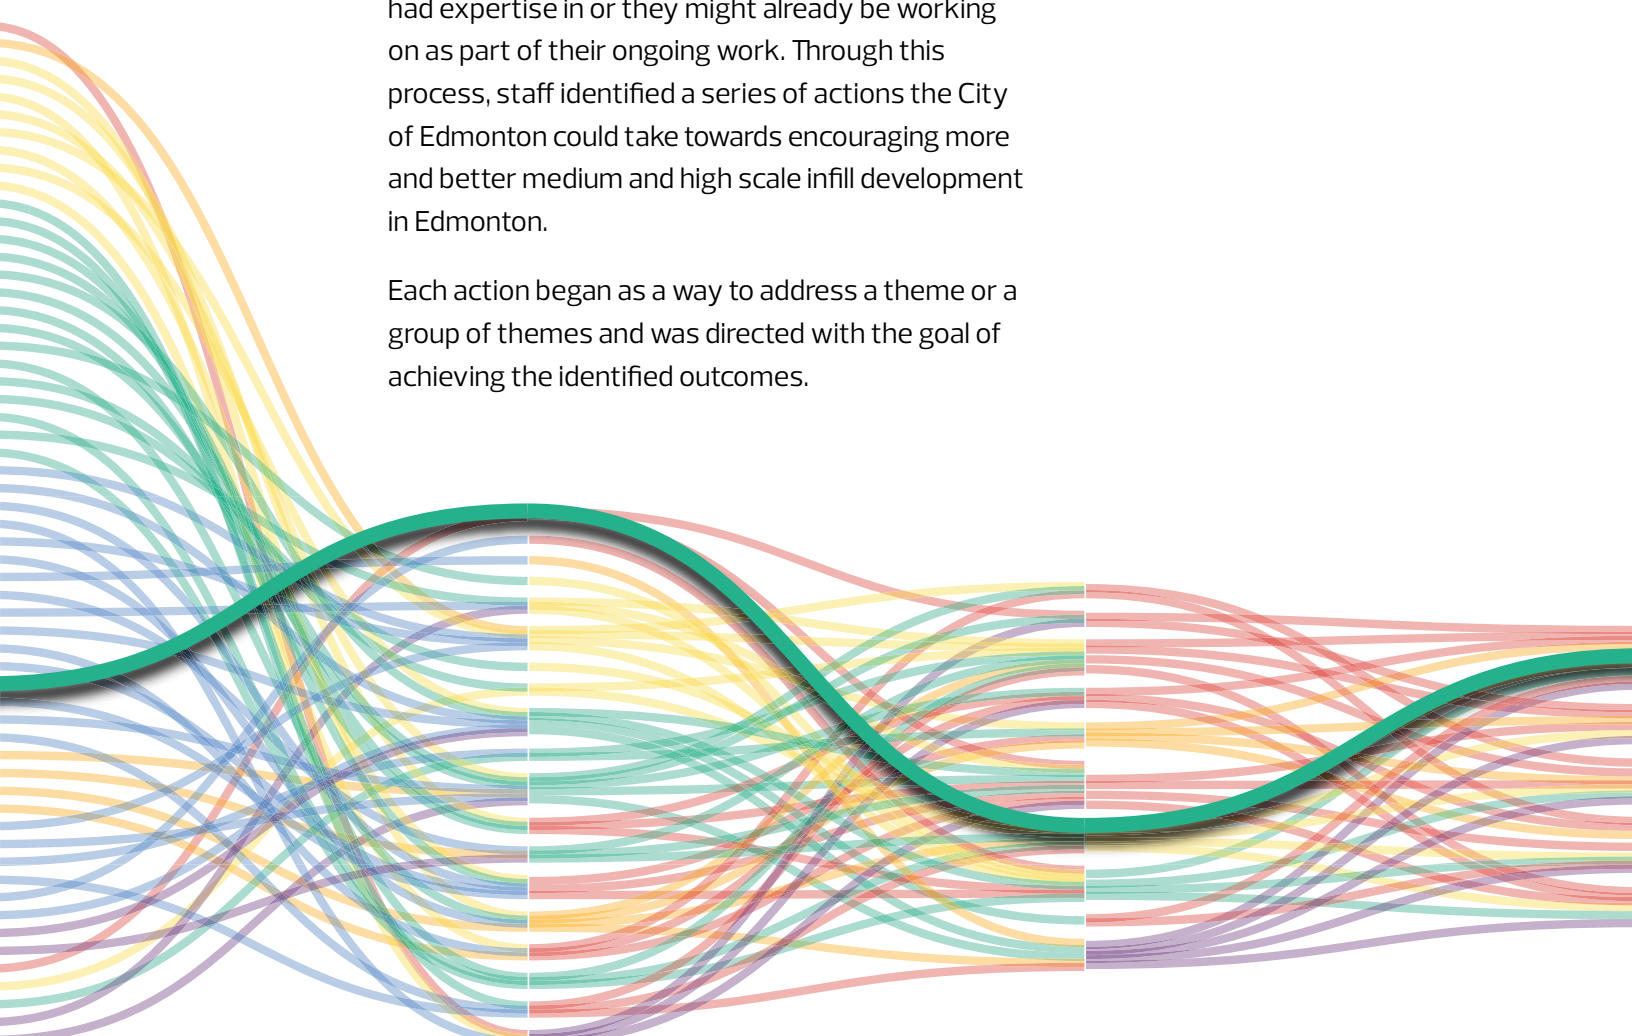 had expertise in or they might already be working
on as part of their ongoing work. Through this
process, staff identified a series of actions the City
of Edmonton could take towards encouraging more
and better medium and high scale infill development
in Edmonton.
Each action began as a way to address a theme or a
group of themes and was directed with the goal of
achieving the identified outcomes.